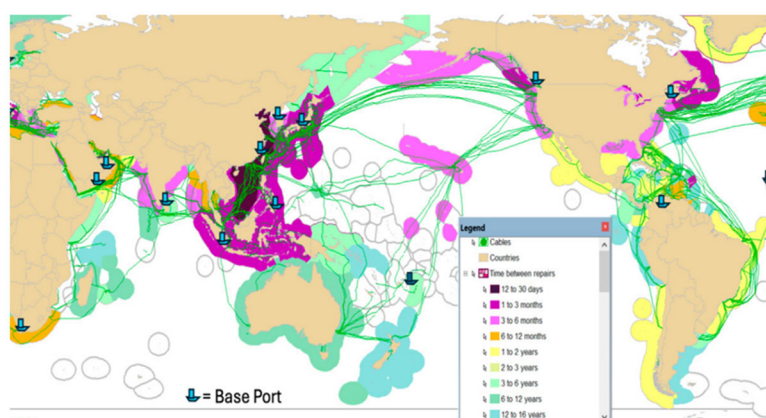 Legend
Cables
Countries
Time between repairs
12 to 30 days
1 to 3 months
3 to 6 months
6 to 12 months
1 to 2 years
2 to 3 years
3 to 6 years
6 to 12 years
12 to 16 years
= Base Port